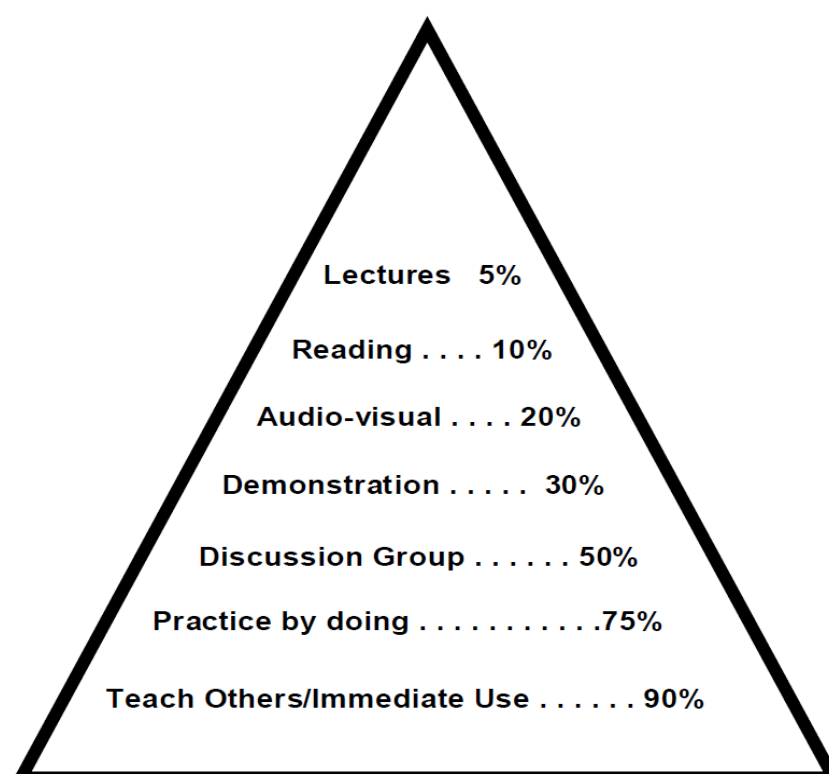 Lectures   5%
Reading . . . . 10%
Audio-visual . . . . 20%
Demonstration . . . . .  30%
Discussion Group . . . . . . 50%
Practice by doing . . . . . . . . . . .75%
Teach Others/Immediate Use . . . . . . 90%